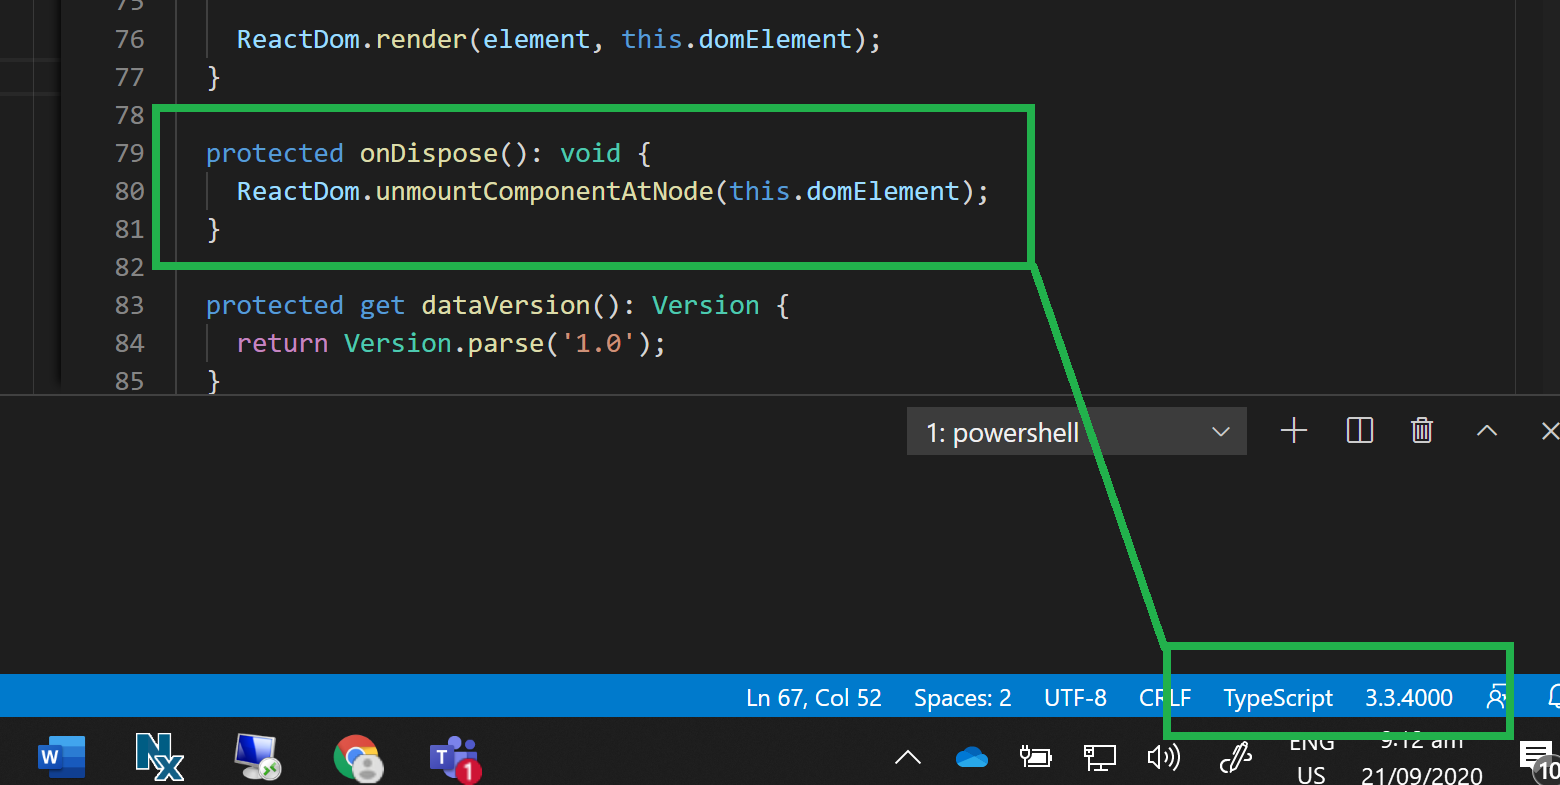 75
76 ReactDom.render(element, this.domElement);
77 }
78
79 protected onDispose(): void {
80 ReactDom.unmountComponentAtNode(this.domElement);
81 }
82
83 protected get dataVersion(): Version {
84 return Version.parse('1.0');
85 }
1: powershell
Ln 67, Col 52 Spaces: 2 UTF-8 CRLF TypeScript 3.3.4000
W NX T 1 ENG 9:12 am
US 21/09/2020 10